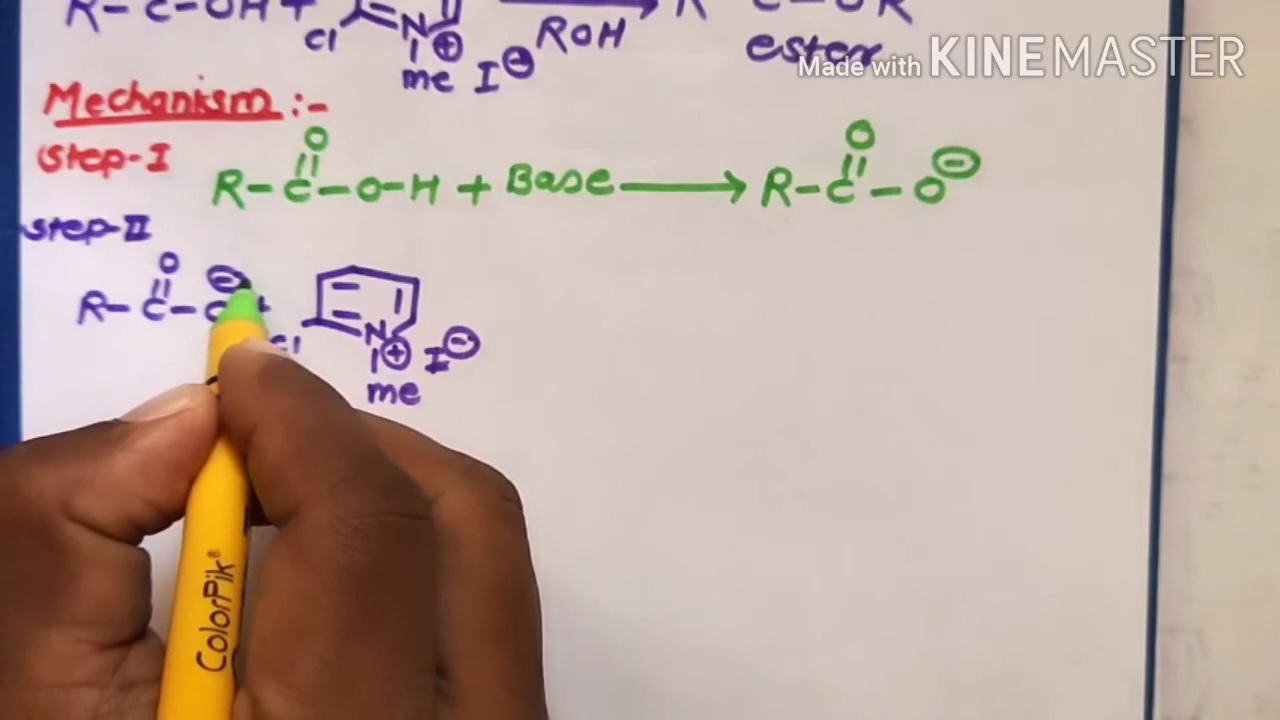 R-C-OH + Cl N ⊕ me I⊖ ROH R C-OR
ester
Made with KINEMASTER
Mechanism :-
Step-I
R-C-O-H + Base → R-C-O⊖
O O
Step-II
O ⊖
R-C- + Cl N ⊕ I⊖
me
ColorPik®